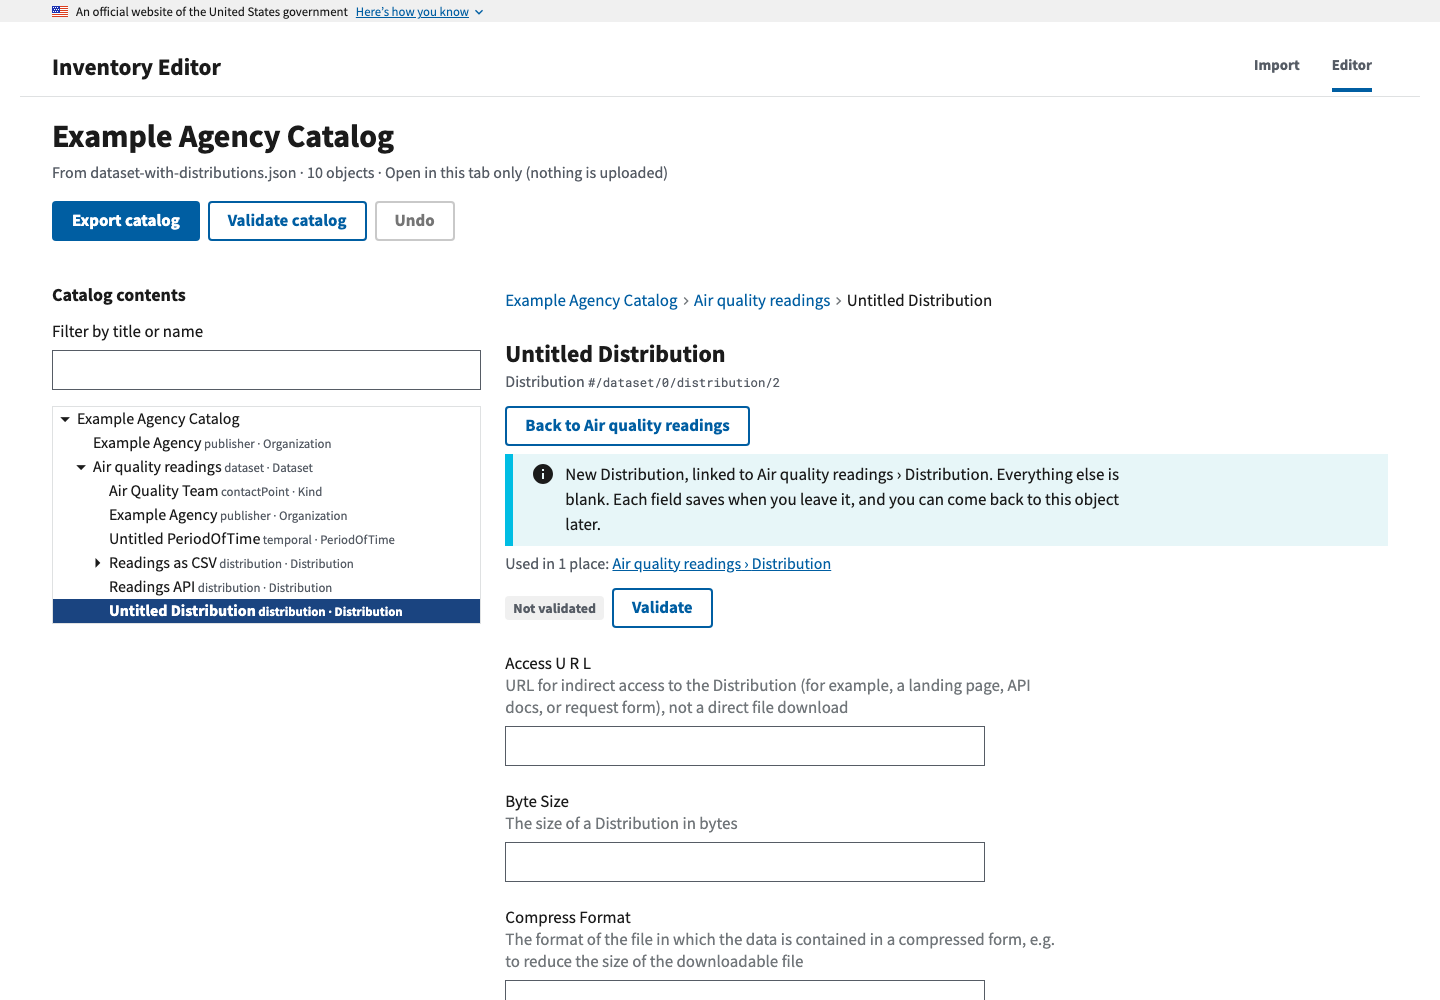 An official website of the United States government Here's how you know
Inventory Editor
Import
Editor
Example Agency Catalog
From dataset-with-distributions.json · 10 objects · Open in this tab only (nothing is uploaded)
Export catalog
Validate catalog
Undo
Catalog contents
Filter by title or name
Example Agency Catalog
Example Agency publisher · Organization
Air quality readings dataset · Dataset
Air Quality Team contactPoint · Kind
Example Agency publisher · Organization
Untitled PeriodOfTime temporal · PeriodOfTime
Readings as CSV distribution · Distribution
Readings API distribution · Distribution
Untitled Distribution distribution · Distribution
Example Agency Catalog › Air quality readings › Untitled Distribution
Untitled Distribution
Distribution #/dataset/0/distribution/2
Back to Air quality readings
New Distribution, linked to Air quality readings › Distribution. Everything else is
blank. Each field saves when you leave it, and you can come back to this object
later.
Used in 1 place: Air quality readings › Distribution
Not validated
Validate
Access U R L
URL for indirect access to the Distribution (for example, a landing page, API
docs, or request form), not a direct file download
Byte Size
The size of a Distribution in bytes
Compress Format
The format of the file in which the data is contained in a compressed form, e.g.
to reduce the size of the downloadable file